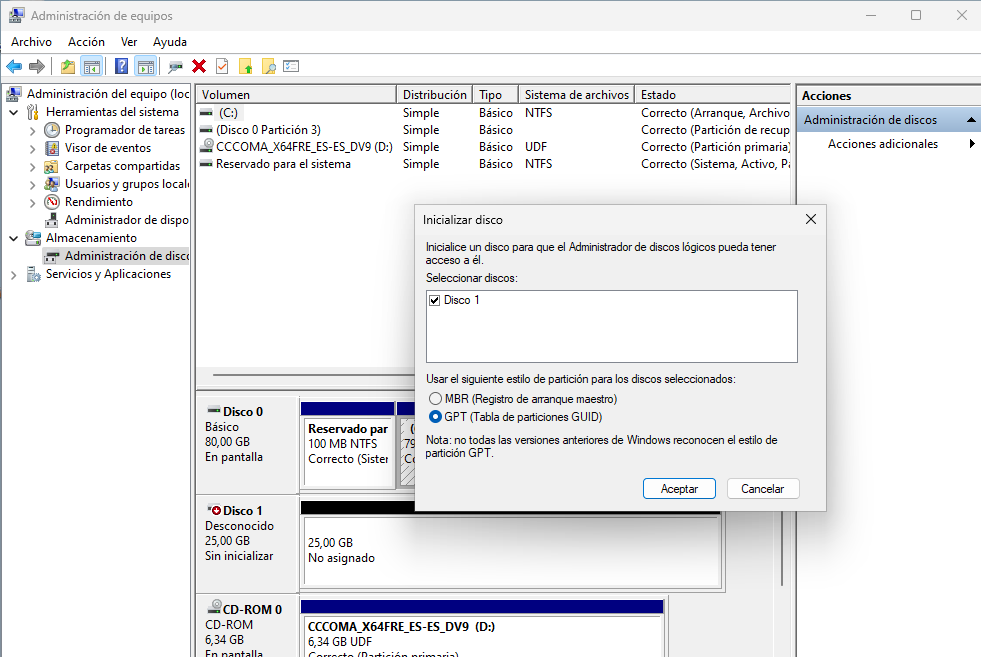 Administración de equipos
Archivo Acción Ver Ayuda
Administración del equipo (loc
Herramientas del sistema
Programador de tareas
Visor de eventos
Carpetas compartidas
Usuarios y grupos locale
Rendimiento
Administrador de dispo
Almacenamiento
Administración de disco
Servicios y Aplicaciones
Volumen Distribución Tipo Sistema de archivos Estado
(C:) Simple Básico NTFS Correcto (Arranque, Archivo
(Disco 0 Partición 3) Simple Básico Correcto (Partición de recup
CCCOMA_X64FRE_ES-ES_DV9 (D:) Simple Básico UDF Correcto (Partición primaria)
Reservado para el sistema Simple Básico NTFS Correcto (Sistema, Activo, Pa
Acciones
Administración de discos
Acciones adicionales
Inicializar disco
Inicialice un disco para que el Administrador de discos lógicos pueda tener
acceso a él.
Seleccionar discos:
Disco 1
Usar el siguiente estilo de partición para los discos seleccionados:
MBR (Registro de arranque maestro)
GPT (Tabla de particiones GUID)
Nota: no todas las versiones anteriores de Windows reconocen el estilo de
partición GPT.
Aceptar Cancelar
Disco 0
Básico
80,00 GB
En pantalla
Reservado par
100 MB NTFS
Correcto (Sister
(
79
Co
Disco 1
Desconocido
25,00 GB
Sin inicializar
25,00 GB
No asignado
CD-ROM 0
CD-ROM
6,34 GB
En pantalla
CCCOMA_X64FRE_ES-ES_DV9 (D:)
6,34 GB UDF
Correcto (Partición primaria)